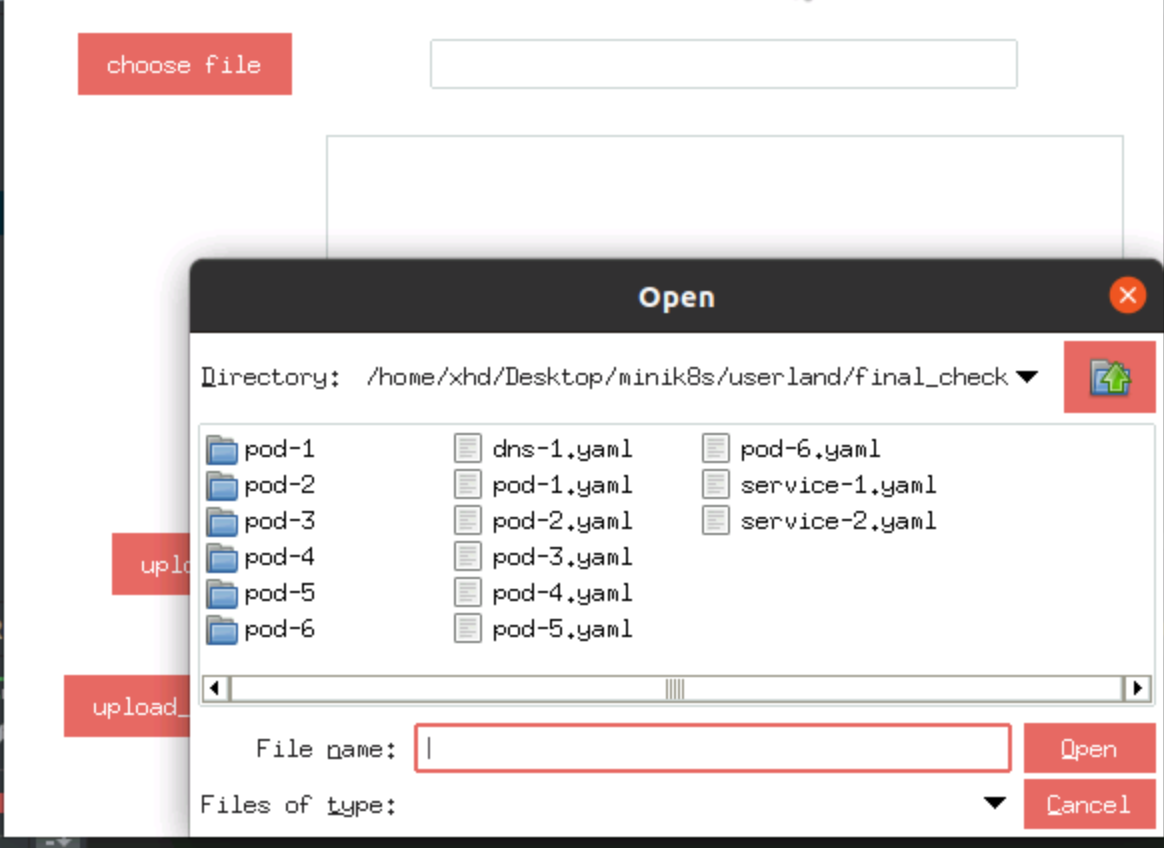 choose file
Open
Directory: /home/xhd/Desktop/minik8s/userland/final_check
pod-1 dns-1.yaml pod-6.yaml
pod-2 pod-1.yaml service-1.yaml
pod-3 pod-2.yaml service-2.yaml
pod-4 pod-3.yaml
pod-5 pod-4.yaml
pod-6 pod-5.yaml
uplo
upload_
File name:
Open
Files of type:
Cancel